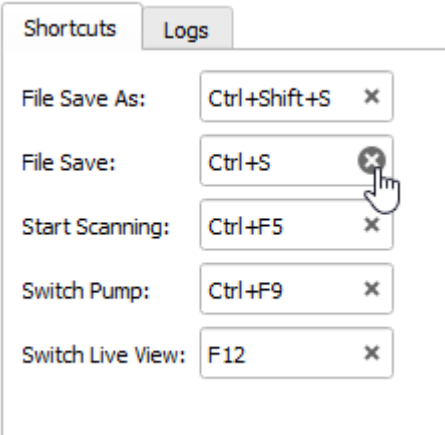 Shortcuts Logs
File Save As: Ctrl+Shift+S
File Save: Ctrl+S
Start Scanning: Ctrl+F5
Switch Pump: Ctrl+F9
Switch Live View: F12